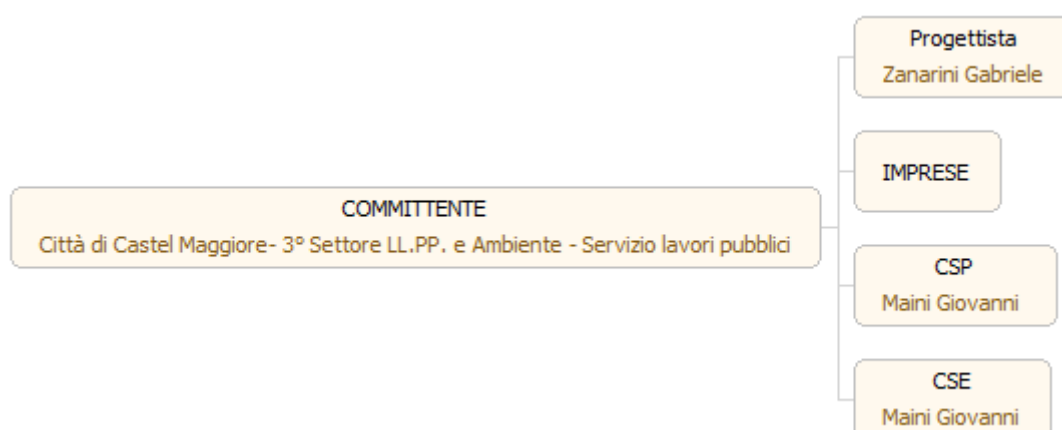 Progettista
Zanarini Gabriele
IMPRESE
COMMITTENTE
Città di Castel Maggiore- 3° Settore LL.PP. e Ambiente - Servizio lavori pubblici
CSP
Maini Giovanni
CSE
Maini Giovanni